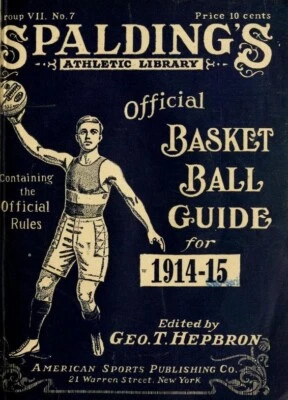 roup VII. No. 7 Price 10 cents
SPALDING'S
ATHLETIC LIBRARY
Official
BASKET
BALL
GUIDE
for
1914-15
Containing
the
Official
Rules
Edited by
GEO. T. HEPBRON
AMERICAN SPORTS PUBLISHING CO.
21 Warren Street, New York